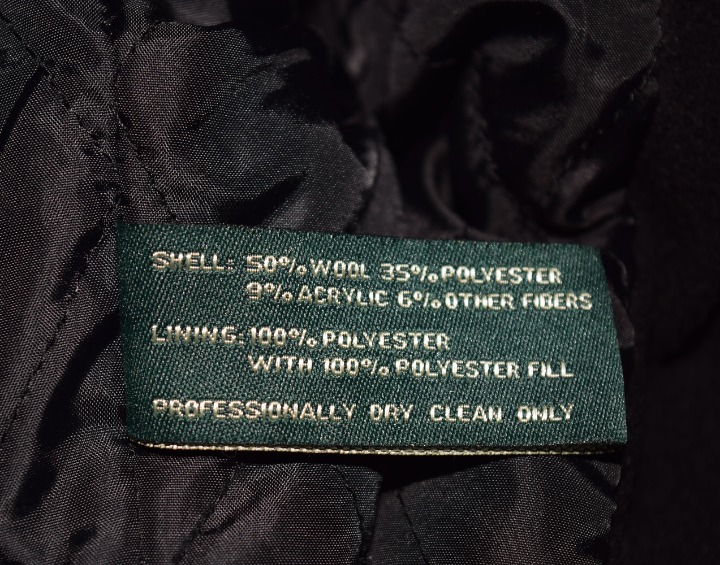 SHELL: 50% WOOL 35% POLYESTER
9% ACRYLIC 6% OTHER FIBERS
LINING: 100% POLYESTER
WITH 100% POLYESTER FILL
PROFESSIONALLY DRY CLEAN ONLY